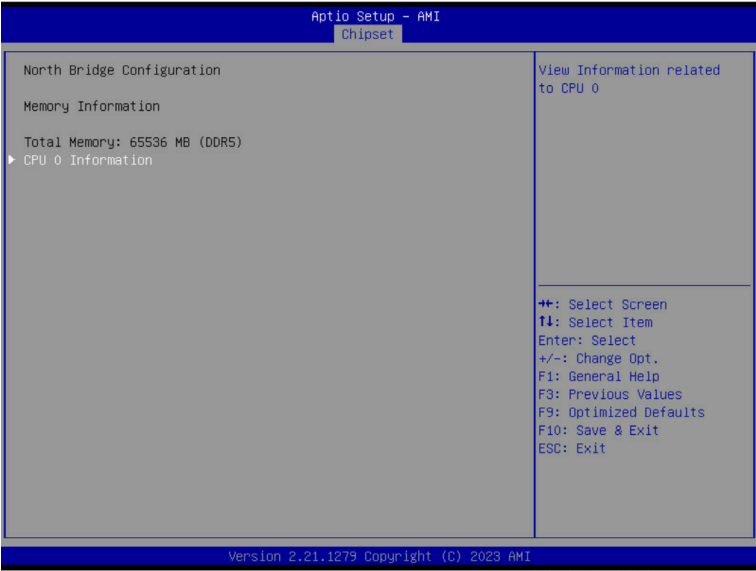 Aptio Setup – AMI
Chipset
North Bridge Configuration
Memory Information
Total Memory: 65536 MB (DDR5)
CPU 0 Information
View Information related
to CPU 0
→←: Select Screen
↑↓: Select Item
Enter: Select
+/-: Change Opt.
F1: General Help
F3: Previous Values
F9: Optimized Defaults
F10: Save & Exit
ESC: Exit
Version 2.21.1279 Copyright (C) 2023 AMI